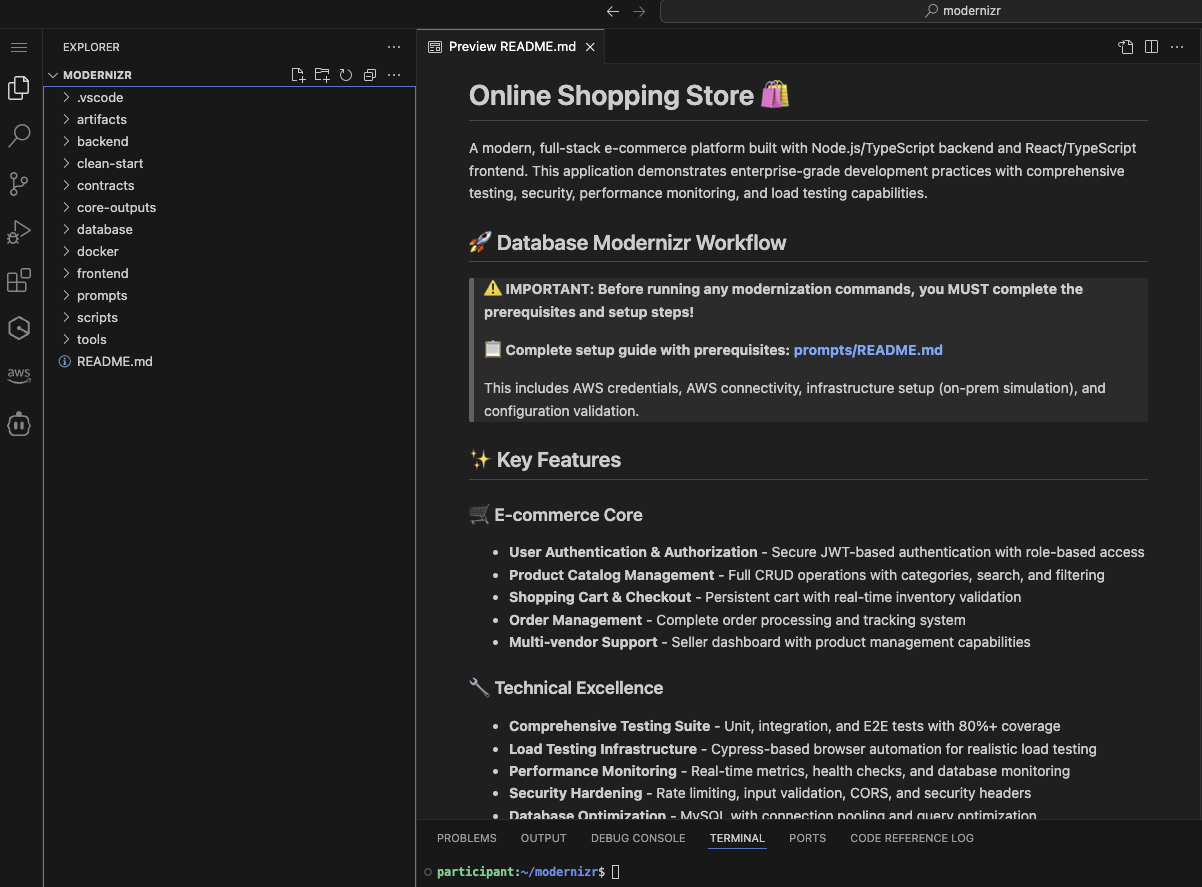 modernizr
EXPLORER
MODERNIZR
.vscode
artifacts
backend
clean-start
contracts
core-outputs
database
docker
frontend
prompts
scripts
tools
README.md
aws
Preview README.md
Online Shopping Store 🛍️
A modern, full-stack e-commerce platform built with Node.js/TypeScript backend and React/TypeScript
frontend. This application demonstrates enterprise-grade development practices with comprehensive
testing, security, performance monitoring, and load testing capabilities.
🚀 Database Modernizr Workflow
⚠️ IMPORTANT: Before running any modernization commands, you MUST complete the
prerequisites and setup steps!
📋 Complete setup guide with prerequisites: prompts/README.md
This includes AWS credentials, AWS connectivity, infrastructure setup (on-prem simulation), and
configuration validation.
✨ Key Features
🛒 E-commerce Core
• User Authentication & Authorization - Secure JWT-based authentication with role-based access
• Product Catalog Management - Full CRUD operations with categories, search, and filtering
• Shopping Cart & Checkout - Persistent cart with real-time inventory validation
• Order Management - Complete order processing and tracking system
• Multi-vendor Support - Seller dashboard with product management capabilities
🔧 Technical Excellence
• Comprehensive Testing Suite - Unit, integration, and E2E tests with 80%+ coverage
• Load Testing Infrastructure - Cypress-based browser automation for realistic load testing
• Performance Monitoring - Real-time metrics, health checks, and database monitoring
• Security Hardening - Rate limiting, input validation, CORS, and security headers
• Database Optimization - MySQL with connection pooling and query optimization
PROBLEMS OUTPUT DEBUG CONSOLE TERMINAL PORTS CODE REFERENCE LOG
participant:~/modernizr$